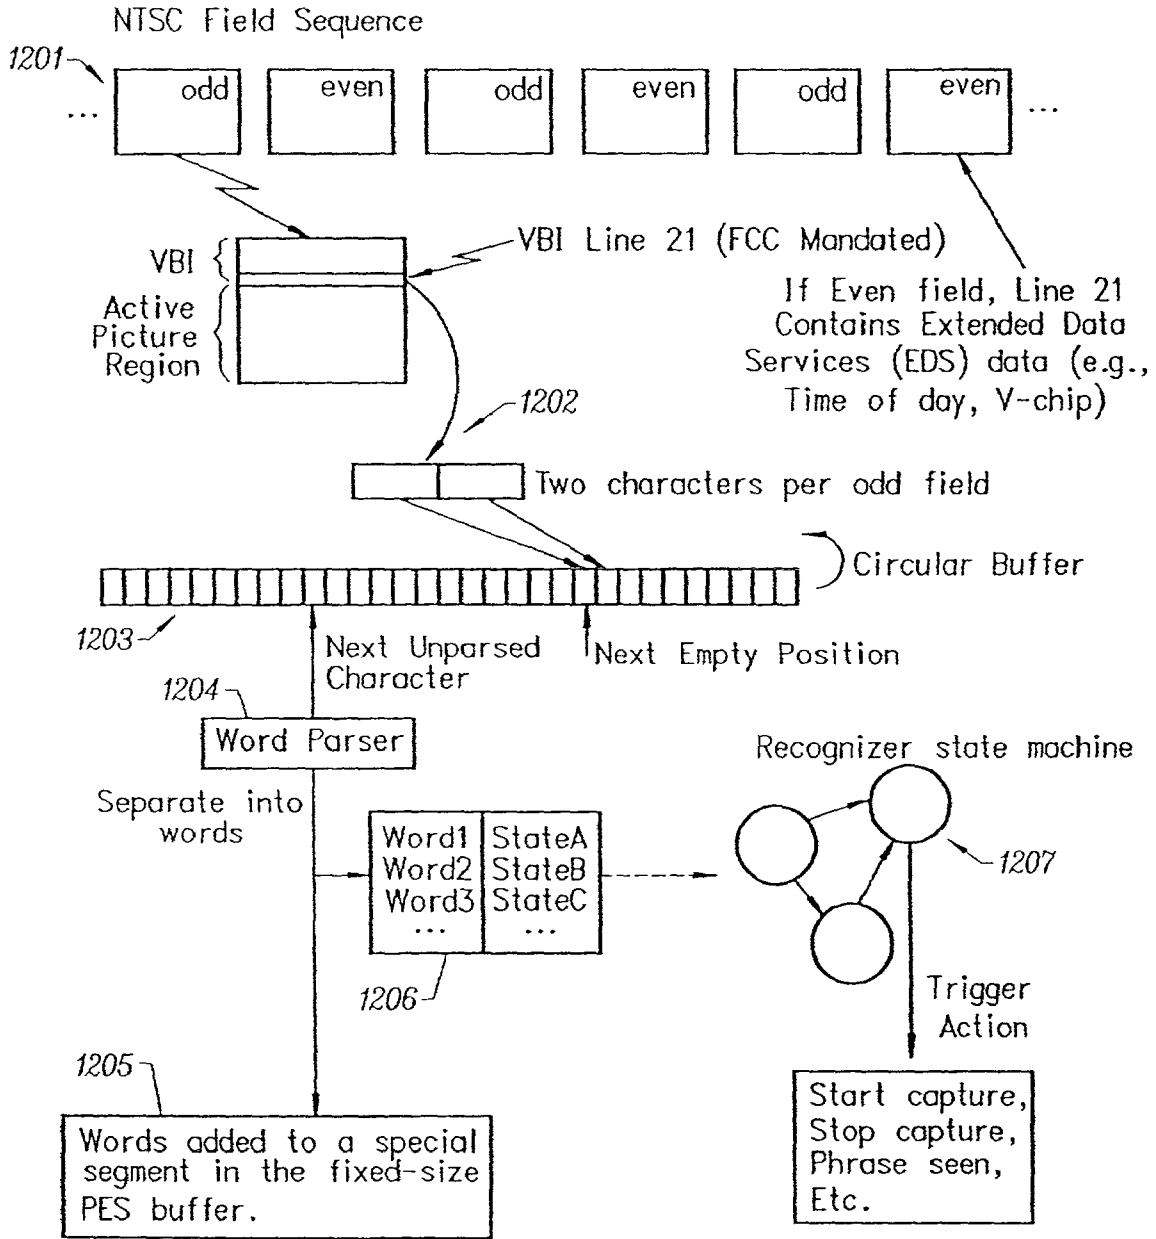 NTSC Field Sequence
1201
... odd even odd even odd even ...
VBI
VBI Line 21 (FCC Mandated)
Active
Picture
Region
If Even field, Line 21
Contains Extended Data
Services (EDS) data (e.g.,
Time of day, V-chip)
1202
Two characters per odd field
Circular Buffer
1203
Next Unparsed
Character
Next Empty Position
1204
Word Parser
Separate into
words
Recognizer state machine
Word1 StateA
Word2 StateB
Word3 StateC
... ...
1206
1207
Trigger
Action
1205
Words added to a special
segment in the fixed-size
PES buffer.
Start capture,
Stop capture,
Phrase seen,
Etc.